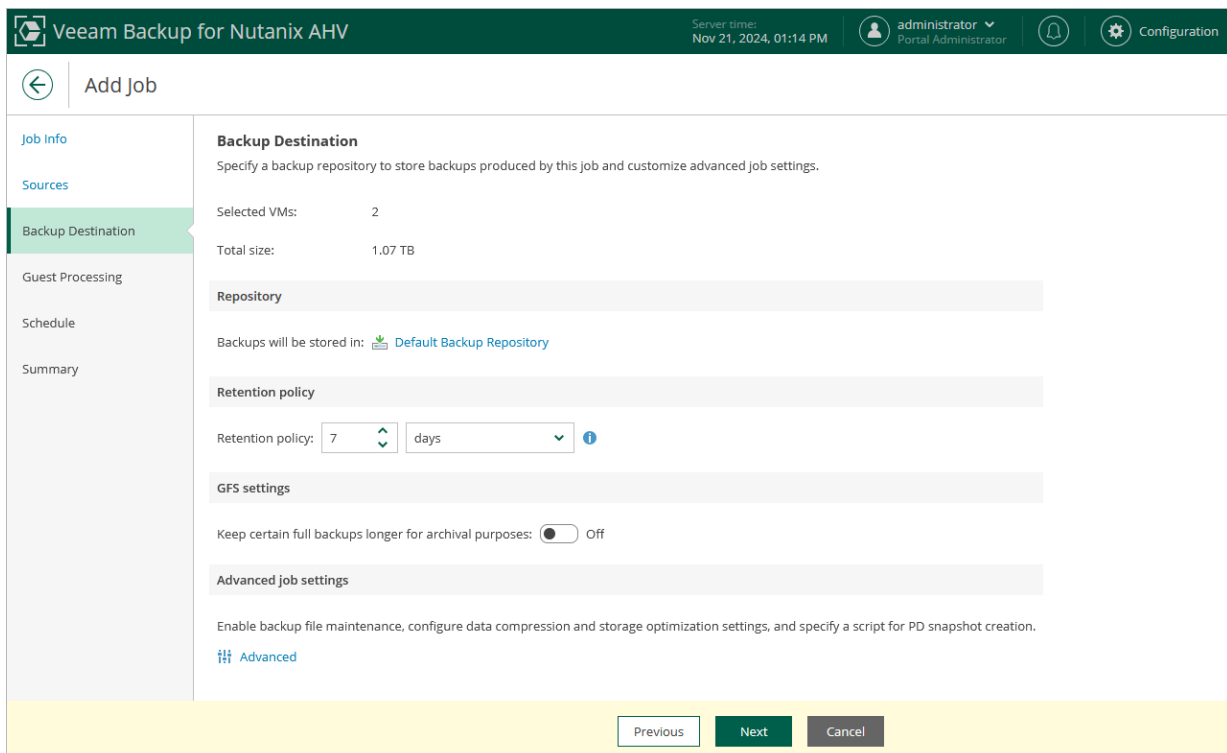 Veeam Backup for Nutanix AHV
Server time:
Nov 21, 2024, 01:14 PM
administrator
Portal Administrator
Configuration
Add Job
Job Info
Sources
Backup Destination
Guest Processing
Schedule
Summary
Backup Destination
Specify a backup repository to store backups produced by this job and customize advanced job settings.
Selected VMs: 2
Total size: 1.07 TB
Repository
Backups will be stored in: Default Backup Repository
Retention policy
Retention policy: 7 days
GFS settings
Keep certain full backups longer for archival purposes: Off
Advanced job settings
Enable backup file maintenance, configure data compression and storage optimization settings, and specify a script for PD snapshot creation.
Advanced
Previous Next Cancel